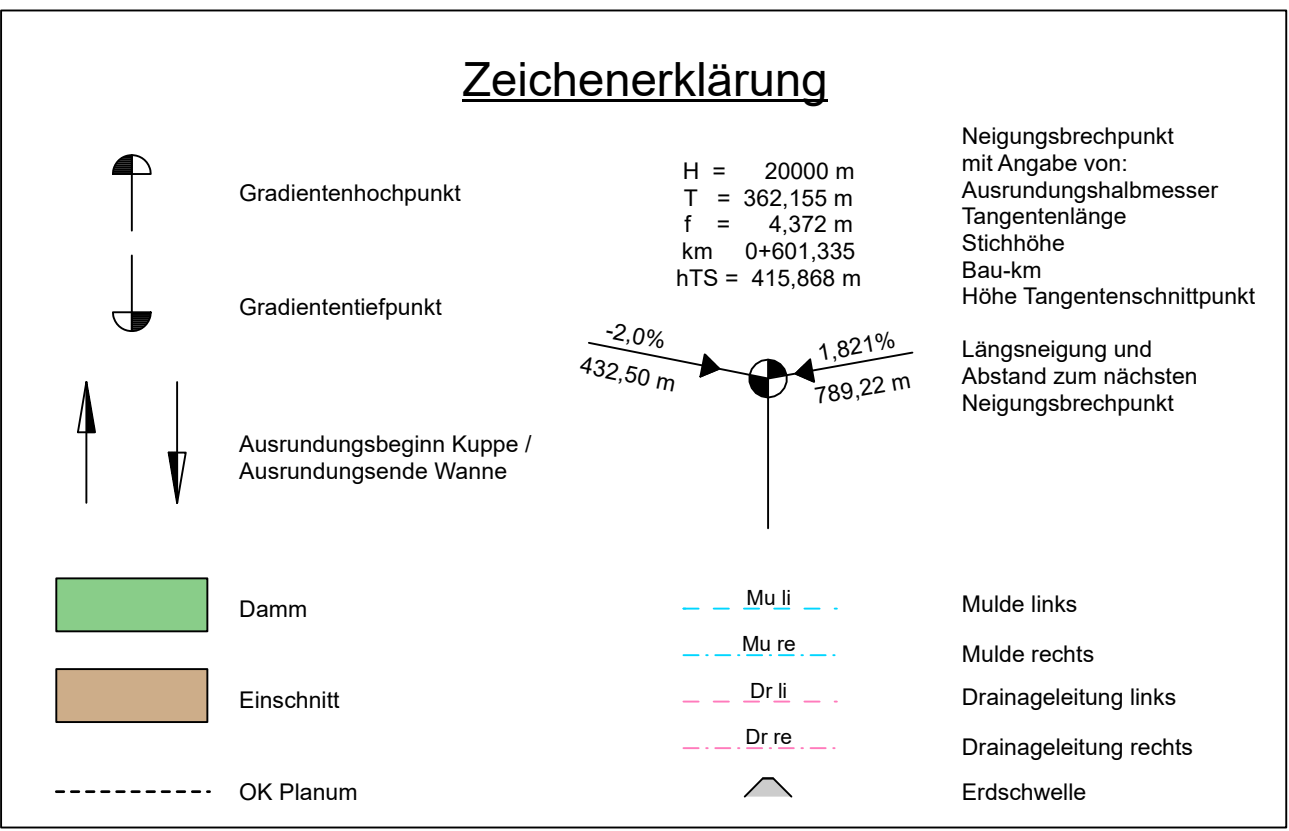 Zeichenerklärung
Gradientenhochpunkt
Gradiententiefpunkt
Ausrundungsbeginn Kuppe /
Ausrundungsende Wanne
Damm
Einschnitt
OK Planum
H = 20000 m
T = 362,155 m
f = 4,372 m
km 0+601,335
hTS = 415,868 m
-2,0%
432,50 m
1,821%
789,22 m
Neigungsbrechpunkt
mit Angabe von:
Ausrundungshalbmesser
Tangentenlänge
Stichhöhe
Bau-km
Höhe Tangentenschnittpunkt
Längsneigung und
Abstand zum nächsten
Neigungsbrechpunkt
Mu li
Mulde links
Mu re
Mulde rechts
Dr li
Drainageleitung links
Dr re
Drainageleitung rechts
Erdschwelle